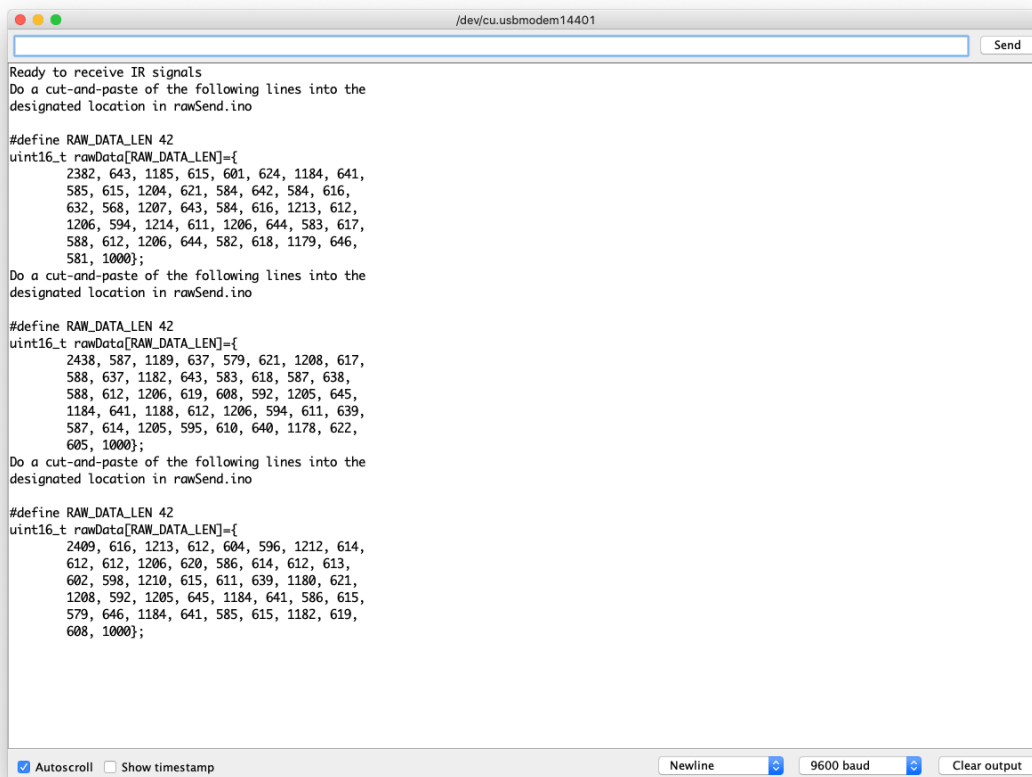 /dev/cu.usbmodem14401
Send
Ready to receive IR signals
Do a cut-and-paste of the following lines into the
designated location in rawSend.ino
#define RAW_DATA_LEN 42
uint16_t rawData[RAW_DATA_LEN]={
2382, 643, 1185, 615, 601, 624, 1184, 641,
585, 615, 1204, 621, 584, 642, 584, 616,
632, 568, 1207, 643, 584, 616, 1213, 612,
1206, 594, 1214, 611, 1206, 644, 583, 617,
588, 612, 1206, 644, 582, 618, 1179, 646,
581, 1000};
Do a cut-and-paste of the following lines into the
designated location in rawSend.ino
#define RAW_DATA_LEN 42
uint16_t rawData[RAW_DATA_LEN]={
2438, 587, 1189, 637, 579, 621, 1208, 617,
588, 637, 1182, 643, 583, 618, 587, 638,
588, 612, 1206, 619, 608, 592, 1205, 645,
1184, 641, 1188, 612, 1206, 594, 611, 639,
587, 614, 1205, 595, 610, 640, 1178, 622,
605, 1000};
Do a cut-and-paste of the following lines into the
designated location in rawSend.ino
#define RAW_DATA_LEN 42
uint16_t rawData[RAW_DATA_LEN]={
2409, 616, 1213, 612, 604, 596, 1212, 614,
612, 612, 1206, 620, 586, 614, 612, 613,
602, 598, 1210, 615, 611, 639, 1180, 621,
1208, 592, 1205, 645, 1184, 641, 586, 615,
579, 646, 1184, 641, 585, 615, 1182, 619,
608, 1000};
Autoscroll Show timestamp Newline 9600 baud Clear output